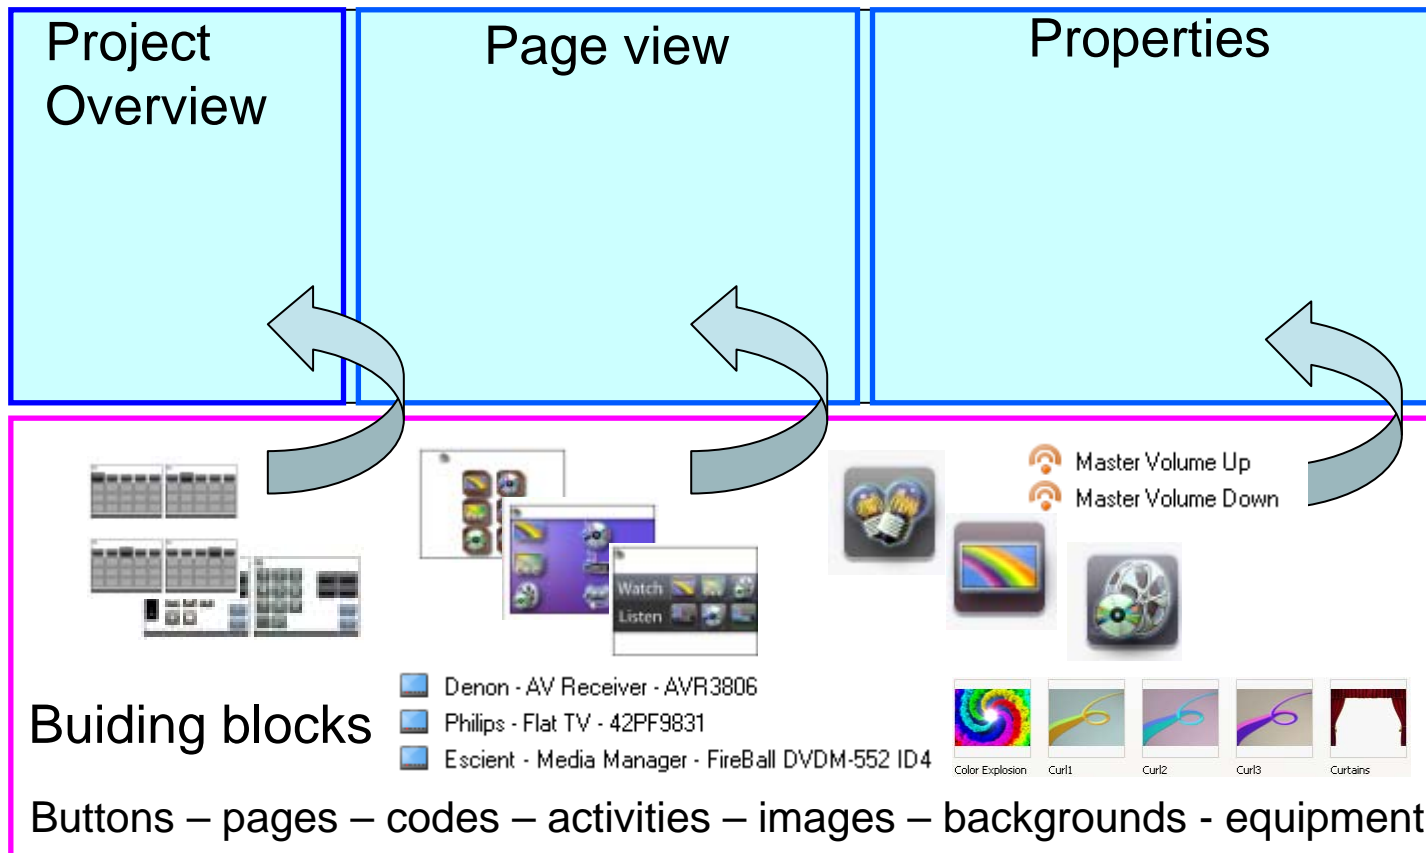 Project
Overview
Page view
Properties
Master Volume Up
Master Volume Down
Watch
Listen
Denon - AV Receiver - AVR3806
Philips - Flat TV - 42PF9831
Escient - Media Manager - FireBall DVDM-552 ID4
Buiding blocks
Color Explosion
Curl1
Curl2
Curl3
Curtains
Buttons – pages – codes – activities – images – backgrounds - equipment